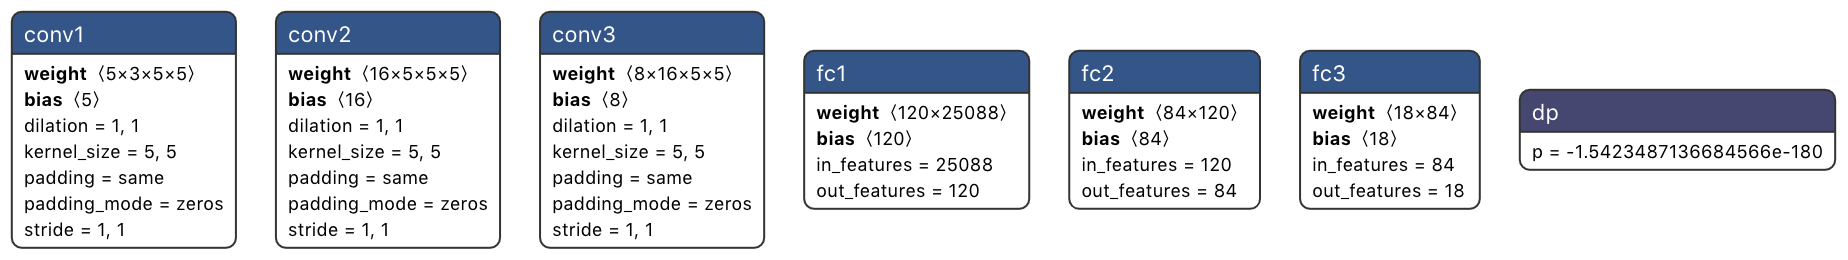 conv1
weight ⟨5×3×5×5⟩
bias ⟨5⟩
dilation = 1, 1
kernel_size = 5, 5
padding = same
padding_mode = zeros
stride = 1, 1
conv2
weight ⟨16×5×5×5⟩
bias ⟨16⟩
dilation = 1, 1
kernel_size = 5, 5
padding = same
padding_mode = zeros
stride = 1, 1
conv3
weight ⟨8×16×5×5⟩
bias ⟨8⟩
dilation = 1, 1
kernel_size = 5, 5
padding = same
padding_mode = zeros
stride = 1, 1
fc1
weight ⟨120×25088⟩
bias ⟨120⟩
in_features = 25088
out_features = 120
fc2
weight ⟨84×120⟩
bias ⟨84⟩
in_features = 120
out_features = 84
fc3
weight ⟨18×84⟩
bias ⟨18⟩
in_features = 84
out_features = 18
dp
p = -1.5423487136684566e-180